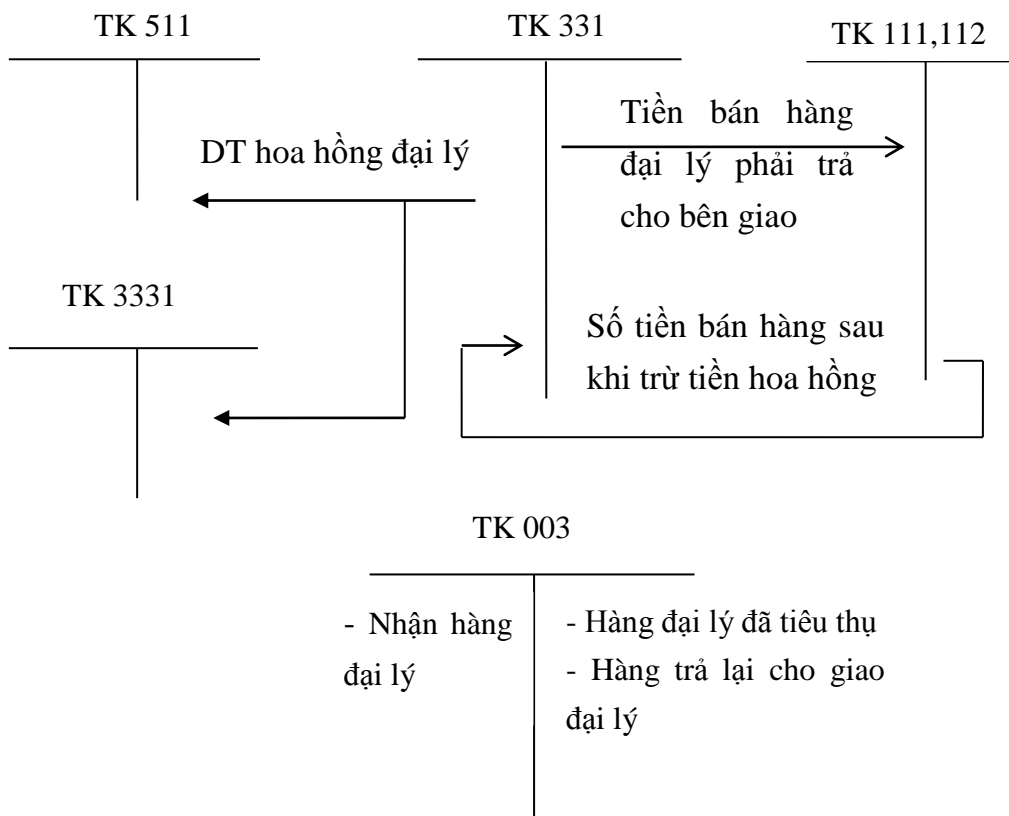 TK 511
TK 331
TK 111,112
Tiền bán hàng
đại lý phải trả
cho bên giao
DT hoa hồng đại lý
TK 3331
Số tiền bán hàng sau
khi trừ tiền hoa hồng
TK 003
- Nhận hàng
đại lý
- Hàng đại lý đã tiêu thụ
- Hàng trả lại cho giao
đại lý